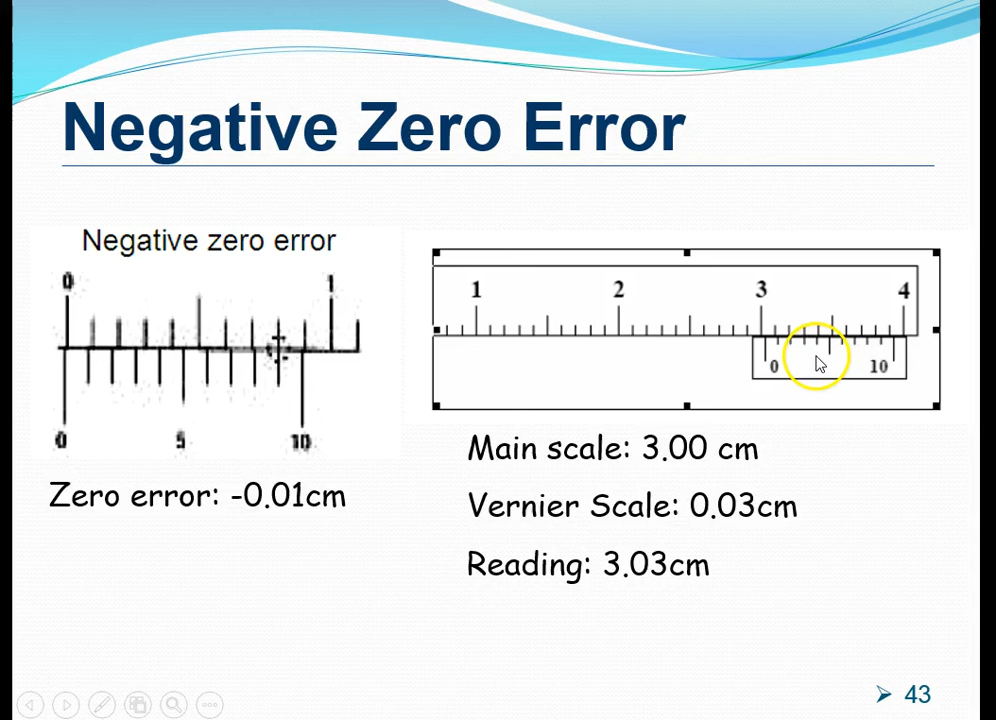 Negative Zero Error
Negative zero error
0 1
0 5 10
Zero error: -0.01cm
1 2 3 4
0 10
Main scale: 3.00 cm
Vernier Scale: 0.03cm
Reading: 3.03cm
43